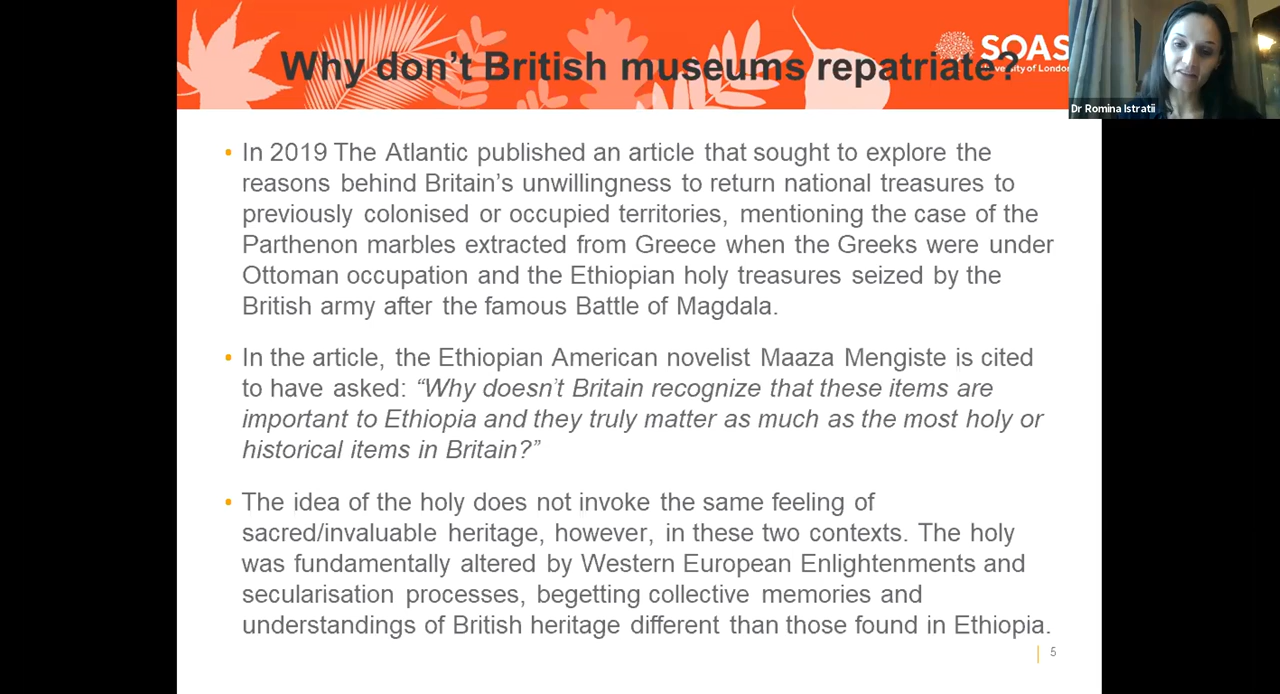 Why don't British museums repatriate?
SOAS
University of London
Dr Romina Istratii
• In 2019 The Atlantic published an article that sought to explore the
reasons behind Britain's unwillingness to return national treasures to
previously colonised or occupied territories, mentioning the case of the
Parthenon marbles extracted from Greece when the Greeks were under
Ottoman occupation and the Ethiopian holy treasures seized by the
British army after the famous Battle of Magdala.
• In the article, the Ethiopian American novelist Maaza Mengiste is cited
to have asked: “Why doesn't Britain recognize that these items are
important to Ethiopia and they truly matter as much as the most holy or
historical items in Britain?”
• The idea of the holy does not invoke the same feeling of
sacred/invaluable heritage, however, in these two contexts. The holy
was fundamentally altered by Western European Enlightenments and
secularisation processes, begetting collective memories and
understandings of British heritage different than those found in Ethiopia.
5